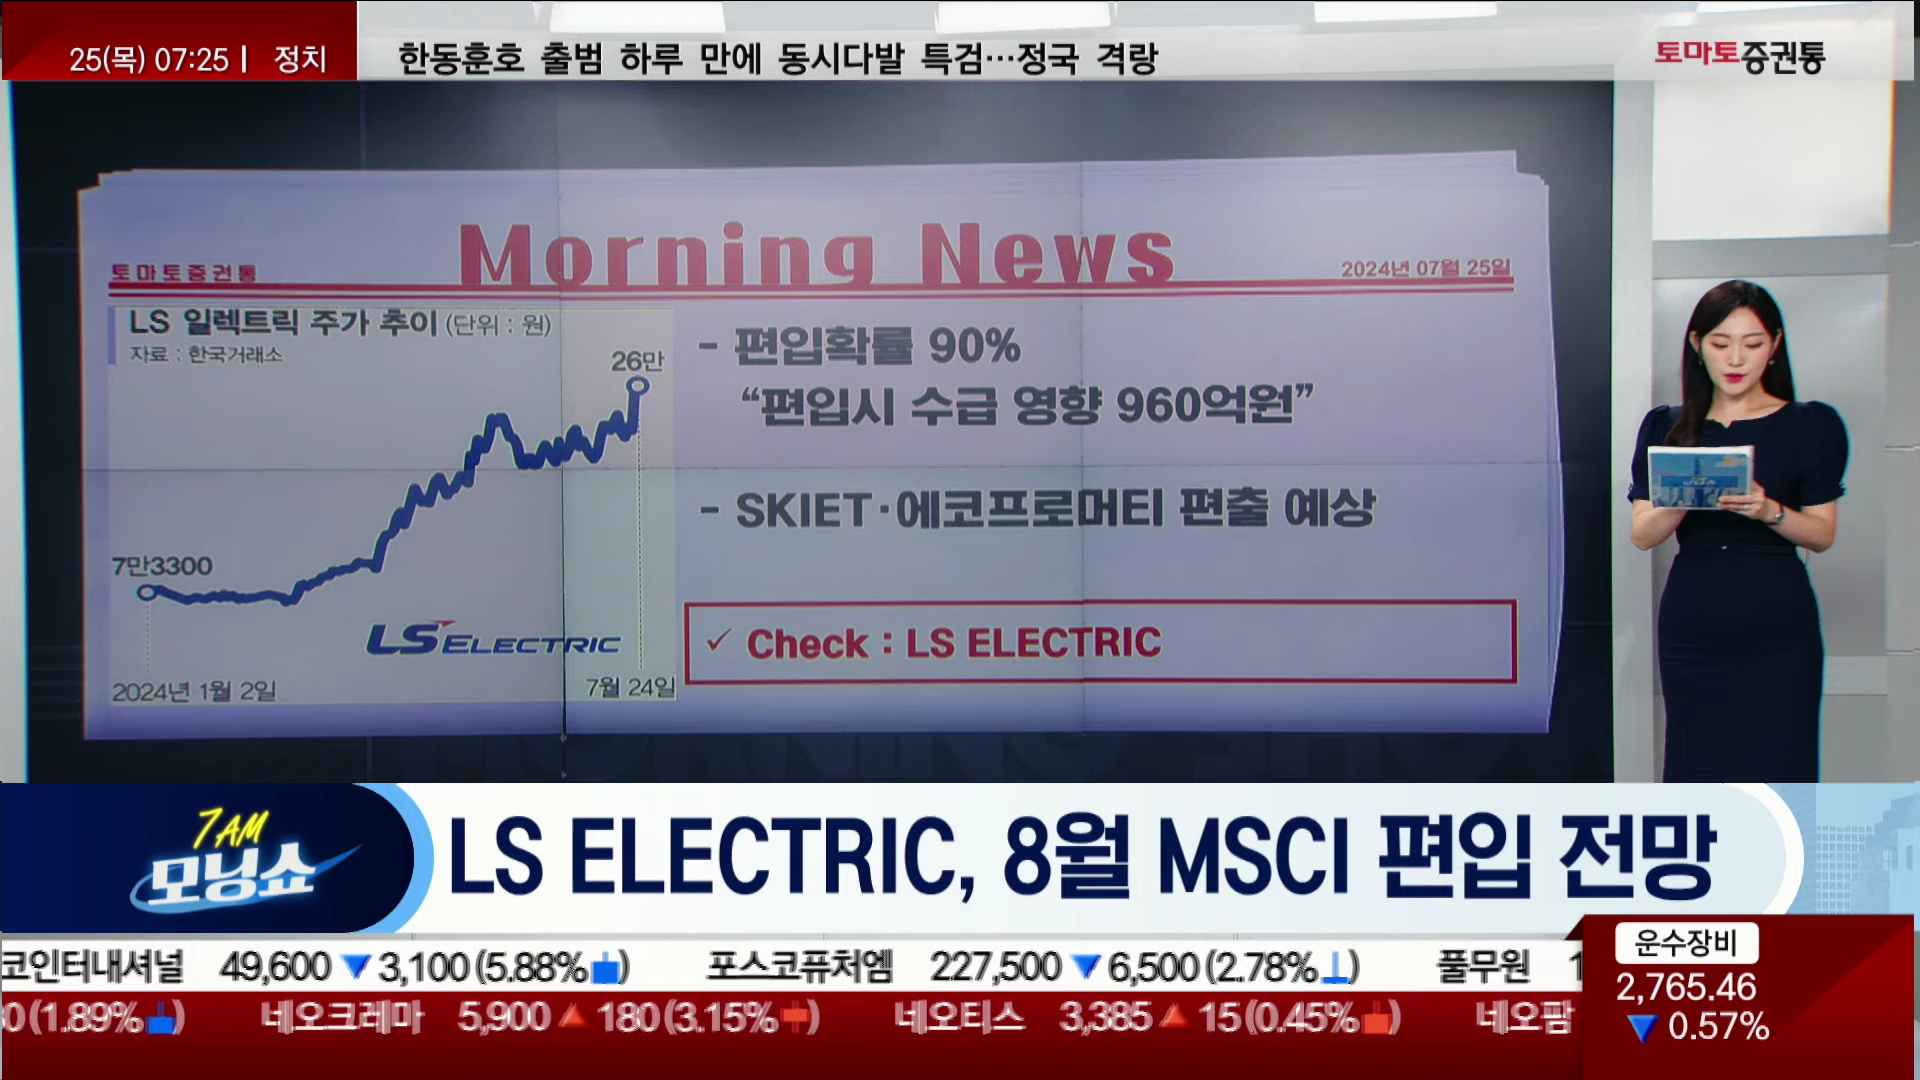 25(목) 07:25 | 정치
한동훈호 출범 하루 만에 동시다발 특검…정국 격랑
토마토증권통
Morning News
토마토증권통
2024년 07월 25일
LS 일렉트릭 주가 추이 (단위 : 원)
자료 : 한국거래소
26만
7만3300
LS ELECTRIC
2024년 1월 2일
7월 24일
- 편입확률 90%
“편입시 수급 영향 960억원”
- SKIET·에코프로머티 편출 예상
✓ Check : LS ELECTRIC
7AM
모닝쇼
LS ELECTRIC, 8월 MSCI 편입 전망
코인터내셔널 49,600 ▼ 3,100 (5.88%) 포스코퓨처엠 227,500 ▼ 6,500 (2.78%) 풀무원 1
0 (1.89%) 네오크레마 5,900 ▲ 180 (3.15%) 네오티스 3,385 ▲ 15 (0.45%) 네오팜
운수장비
2,765.46
▼ 0.57%